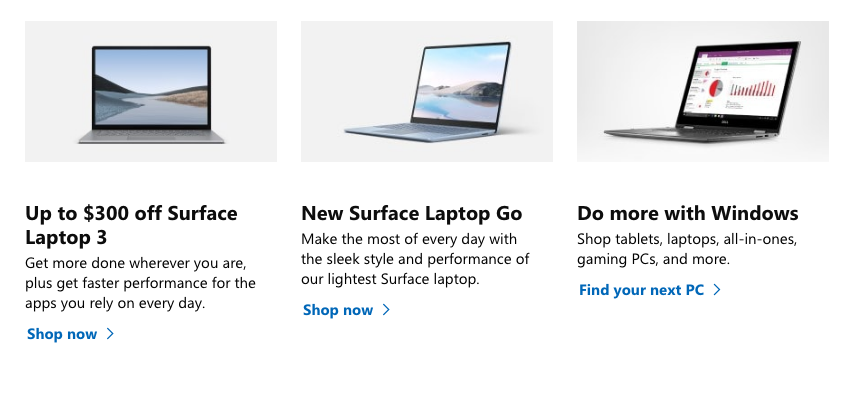 Up to $300 off Surface
Laptop 3
Get more done wherever you are,
plus get faster performance for the
apps you rely on every day.
Shop now
New Surface Laptop Go
Make the most of every day with
the sleek style and performance of
our lightest Surface laptop.
Shop now
Do more with Windows
Shop tablets, laptops, all-in-ones,
gaming PCs, and more.
Find your next PC